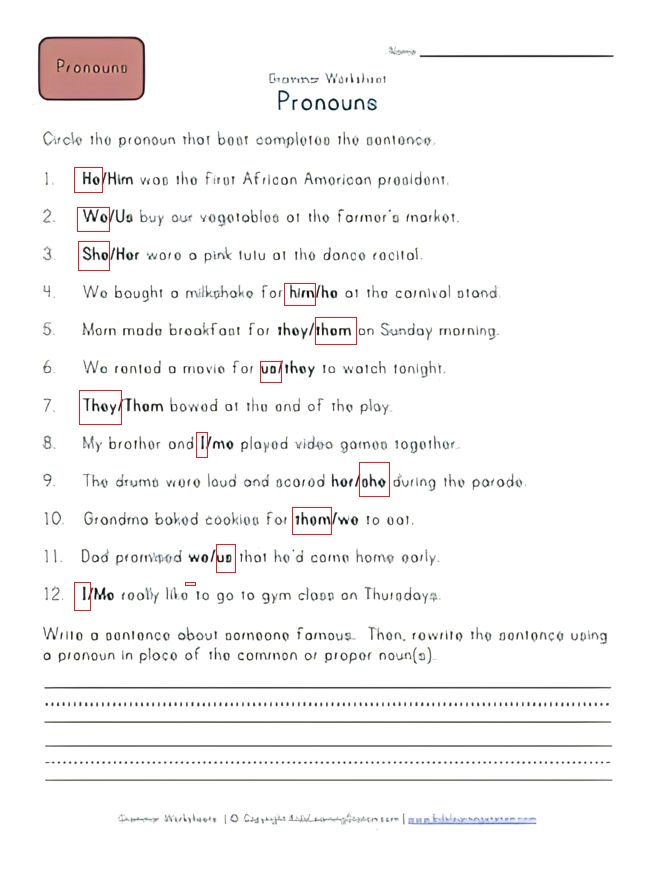 Pronouns
Name
Grammar Worksheet
Pronouns
Circle the pronoun that best completes the sentence.
1. He/Him was the first African American president.
2. We/Us buy our vegetables at the farmer's market.
3. She/Her wore a pink tutu at the dance recital.
4. We bought a milkshake for him/he at the carnival stand.
5. Mom made breakfast for they/them on Sunday morning.
6. We rented a movie for us/they to watch tonight.
7. They/Them bowed at the end of the play.
8. My brother and I/me played video games together.
9. The drums were loud and scared her/she during the parade.
10. Grandma baked cookies for them/we to eat.
11. Dad promised we/us that he'd come home early.
12. I/Me really like to go to gym class on Thursdays.
Write a sentence about someone famous. Then, rewrite the sentence using
a pronoun in place of the common or proper noun(s).
Grammar Worksheets | © Copyright